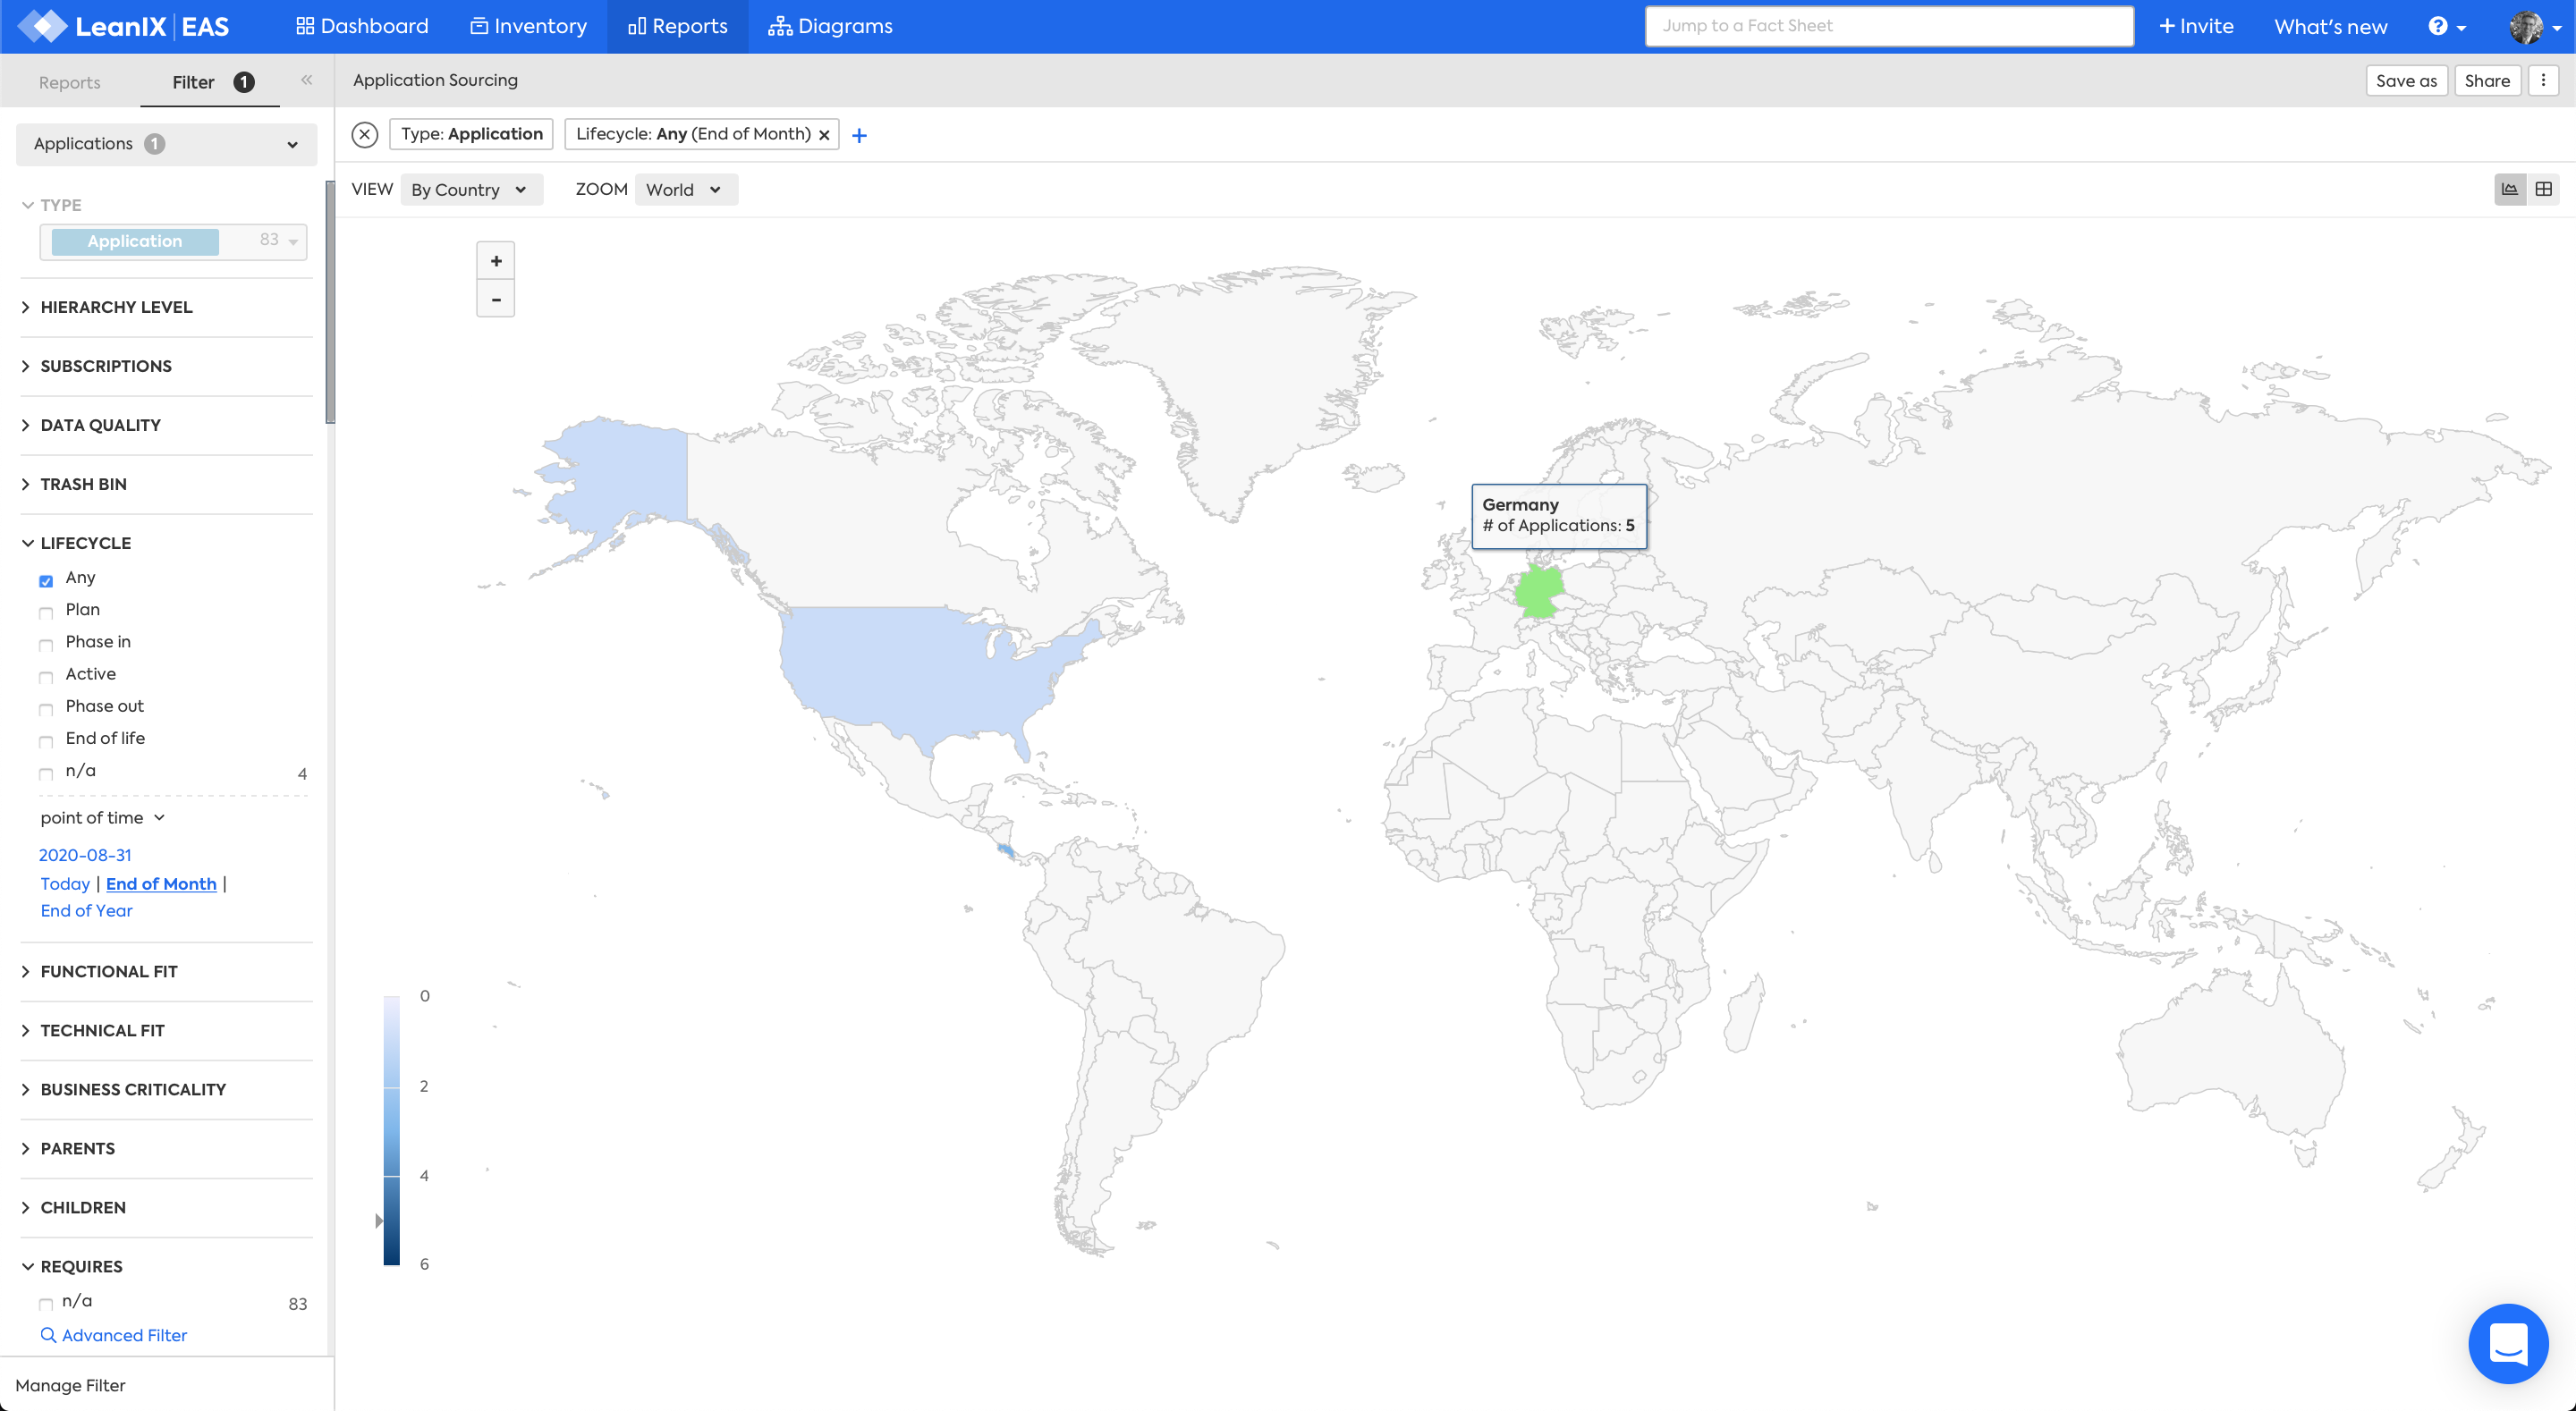 LeanIX | EAS
Dashboard
Inventory
Reports
Diagrams
Jump to a Fact Sheet
+ Invite
What's new
?
Reports
Filter 1
«
Application Sourcing
Save as
Share
Applications 1
Type: Application
Lifecycle: Any (End of Month) ×
+
VIEW By Country
ZOOM World
TYPE
Application 83
HIERARCHY LEVEL
SUBSCRIPTIONS
DATA QUALITY
TRASH BIN
LIFECYCLE
Any
Plan
Phase in
Active
Phase out
End of life
n/a 4
point of time
2020-08-31
Today | End of Month |
End of Year
FUNCTIONAL FIT
TECHNICAL FIT
BUSINESS CRITICALITY
PARENTS
CHILDREN
REQUIRES
n/a 83
Advanced Filter
Manage Filter
+
-
Germany
# of Applications: 5
0
2
4
6